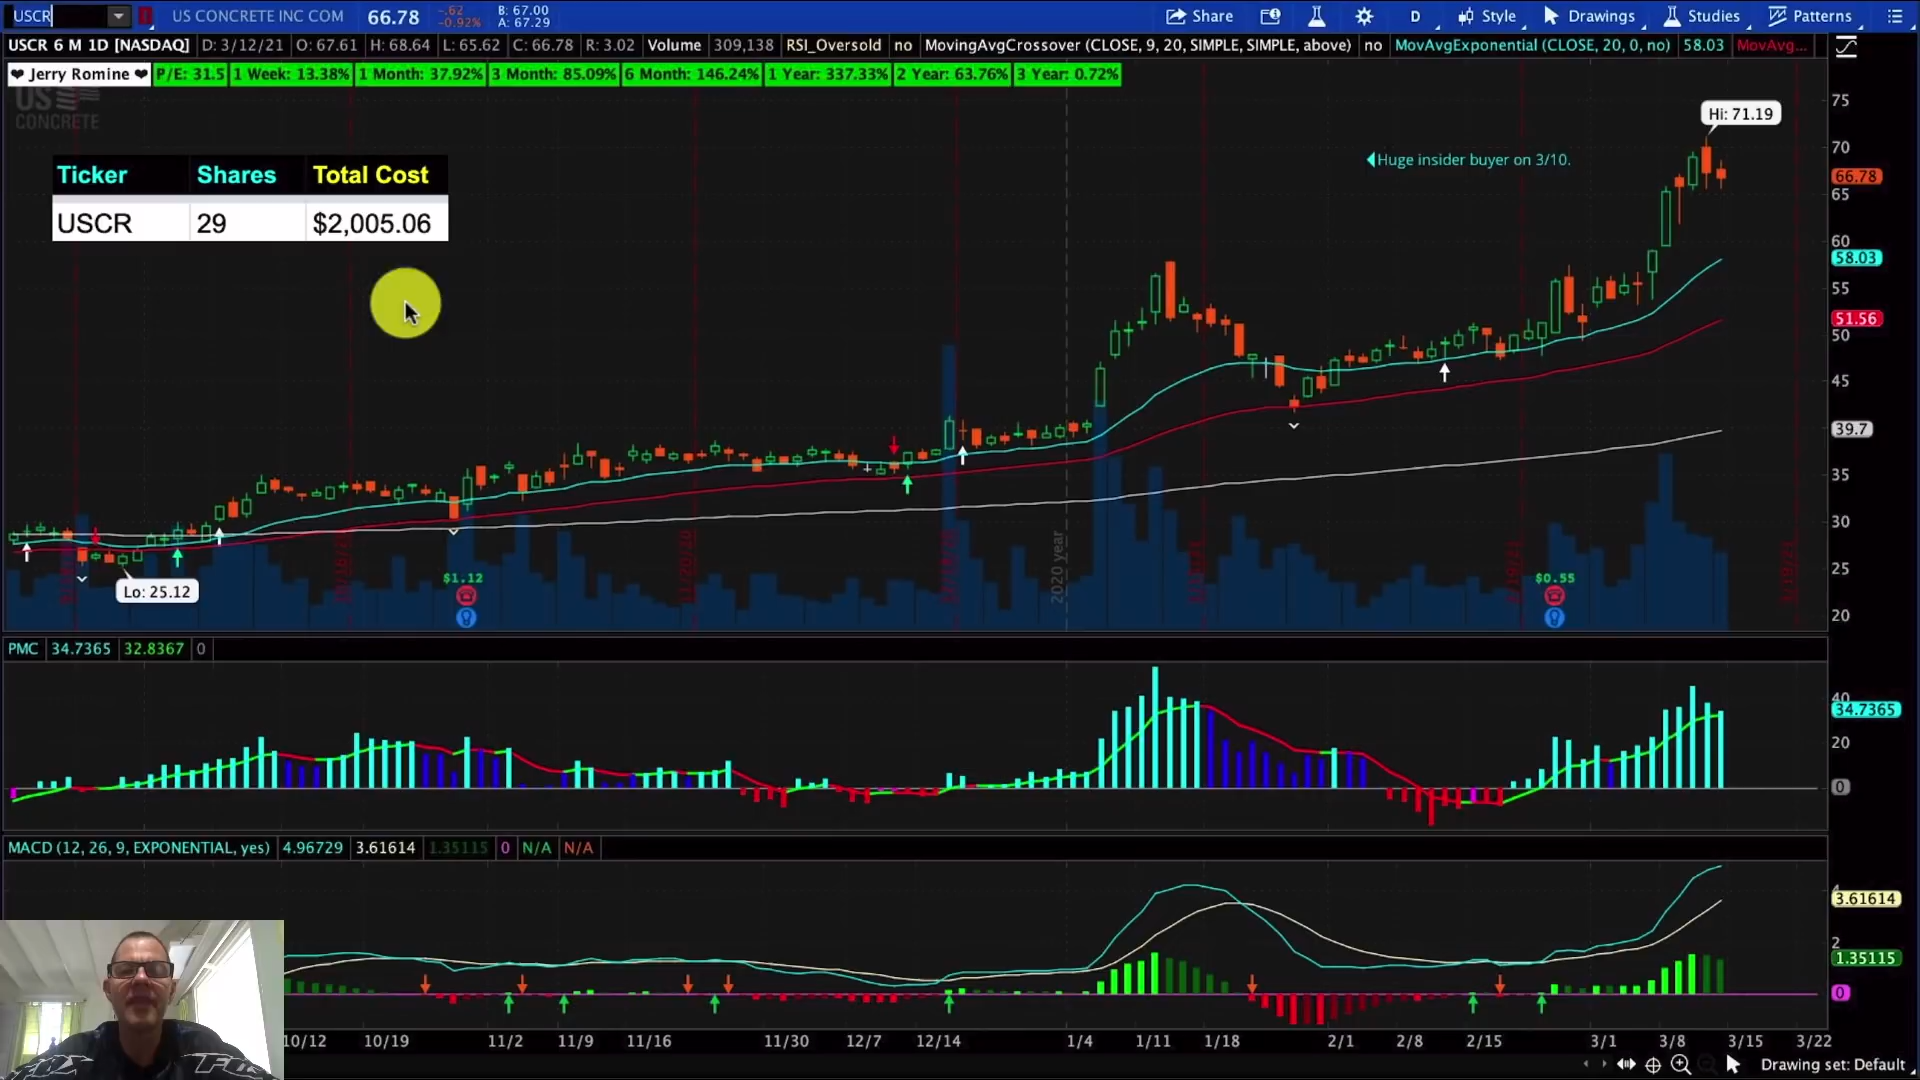 USCR US CONCRETE INC COM 66.78 -.62 -0.92% B: 67.00 A: 67.29 Share D Style Drawings Studies Patterns
USCR 6 M 1D [NASDAQ] D: 3/12/21 O: 67.61 H: 68.64 L: 65.62 C: 66.78 R: 3.02 Volume 309,138 RSI_Oversold no MovingAvgCrossover (CLOSE, 9, 20, SIMPLE, SIMPLE, above) no MovAvgExponential (CLOSE, 20, 0, no) 58.03 MovAvg...
❤ Jerry Romine ❤ P/E: 31.5 1 Week: 13.38% 1 Month: 37.92% 3 Month: 85.09% 6 Month: 146.24% 1 Year: 337.33% 2 Year: 63.76% 3 Year: 0.72%
US
CONCRETE
75
Hi: 71.19
Huge insider buyer on 3/10.
70
Ticker Shares Total Cost
66.78
65
USCR 29 $2,005.06
60
58.03
55
51.56
50
45
39.7
35
30
25
20
2020 year
$1.12
$0.55
Lo: 25.12
PMC 34.7365 32.8367 0
40
34.7365
20
0
MACD (12, 26, 9, EXPONENTIAL, yes) 4.96729 3.61614 1.35115 0 N/A N/A
3.61614
2
1.35115
0
10/12 10/19 11/2 11/9 11/16 11/30 12/7 12/14 1/4 1/11 1/18 2/1 2/8 2/15 3/1 3/8 3/15 3/22
Drawing set: Default